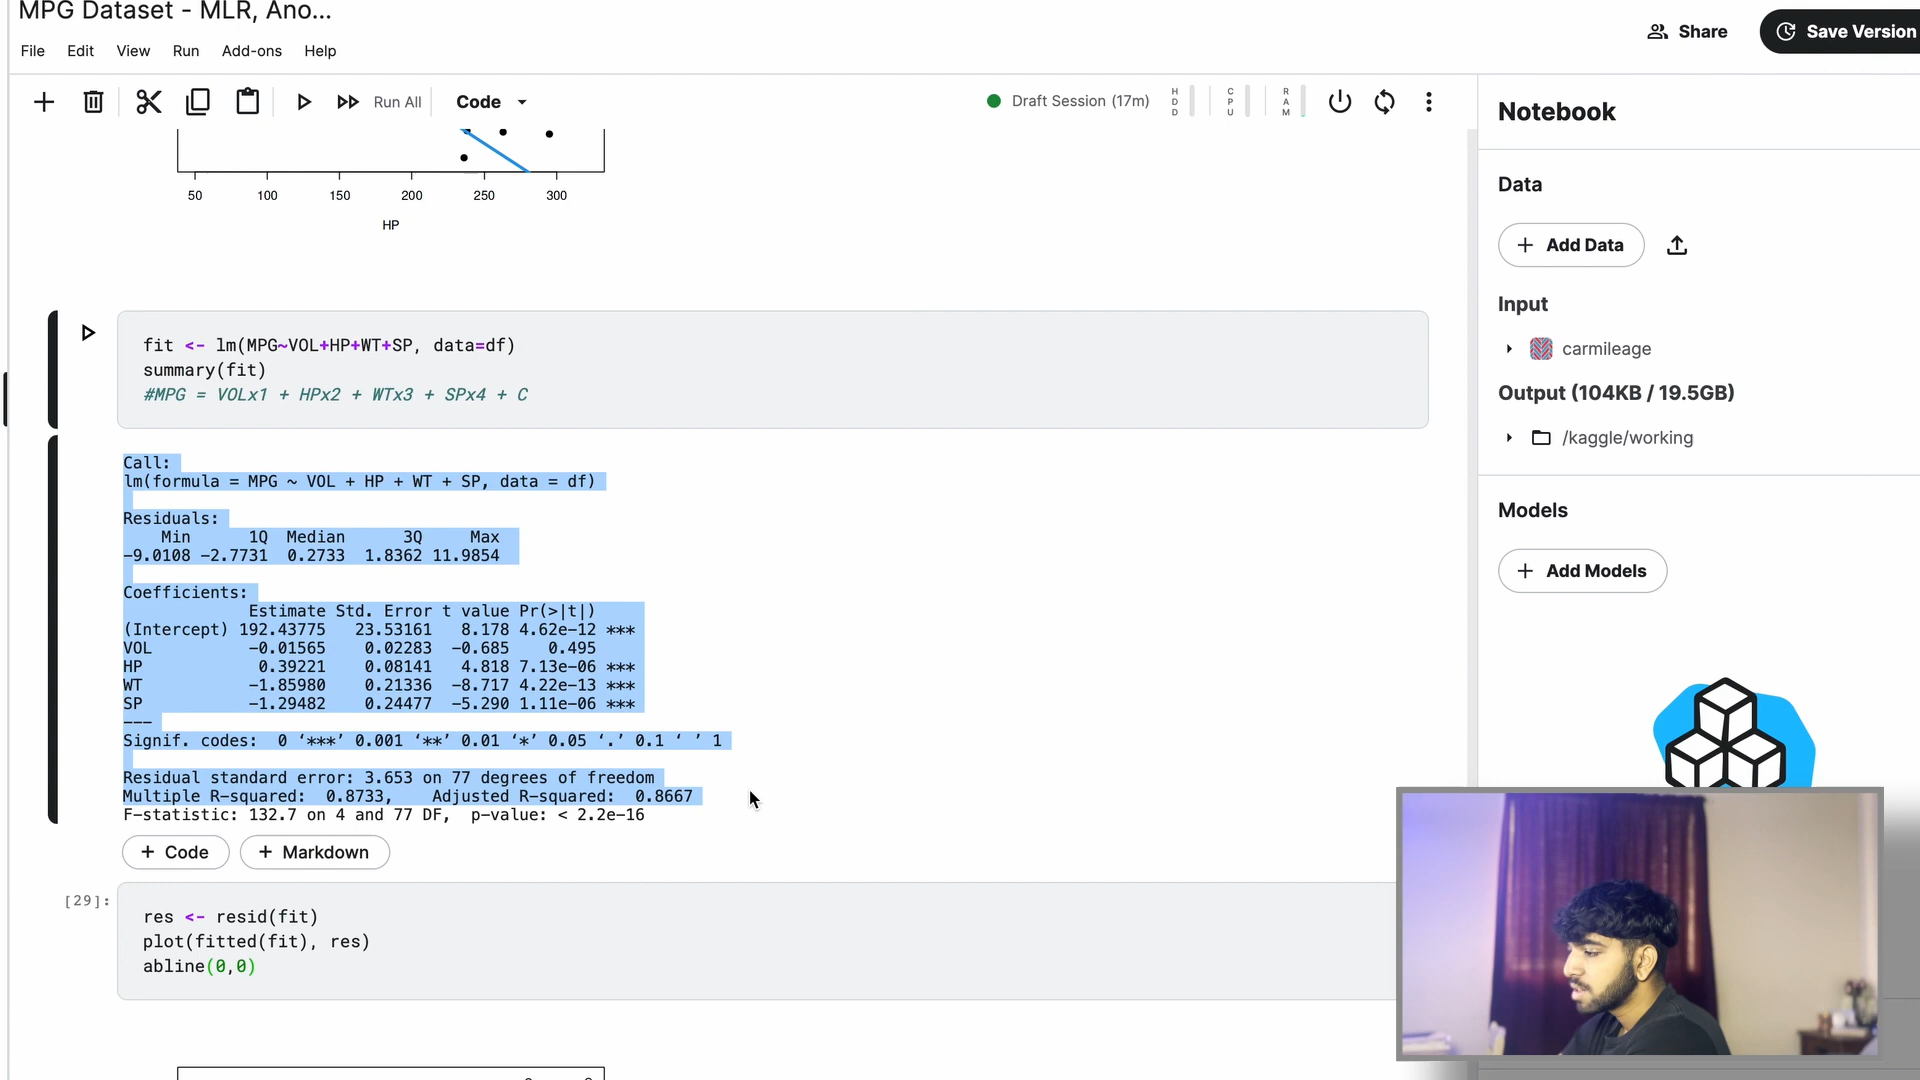 MPG Dataset - MLR, Ano...
File Edit View Run Add-ons Help
Share
Save Version
Run All
Code
Draft Session (17m)
HDD
CPU
RAM
50 100 150 200 250 300
HP
fit <- lm(MPG~VOL+HP+WT+SP, data=df)
summary(fit)
#MPG = VOLx1 + HPx2 + WTx3 + SPx4 + C
Call:
lm(formula = MPG ~ VOL + HP + WT + SP, data = df)
Residuals:
Min 1Q Median 3Q Max
-9.0108 -2.7731 0.2733 1.8362 11.9854
Coefficients:
Estimate Std. Error t value Pr(>|t|)
(Intercept) 192.43775 23.53161 8.178 4.62e-12 ***
VOL -0.01565 0.02283 -0.685 0.495
HP 0.39221 0.08141 4.818 7.13e-06 ***
WT -1.85980 0.21336 -8.717 4.22e-13 ***
SP -1.29482 0.24477 -5.290 1.11e-06 ***
---
Signif. codes: 0 ‘***’ 0.001 ‘**’ 0.01 ‘*’ 0.05 ‘.’ 0.1 ‘ ’ 1
Residual standard error: 3.653 on 77 degrees of freedom
Multiple R-squared: 0.8733, Adjusted R-squared: 0.8667
F-statistic: 132.7 on 4 and 77 DF, p-value: < 2.2e-16
+ Code + Markdown
[29]:
res <- resid(fit)
plot(fitted(fit), res)
abline(0,0)
Notebook
Data
+ Add Data
Input
carmileage
Output (104KB / 19.5GB)
/kaggle/working
Models
+ Add Models